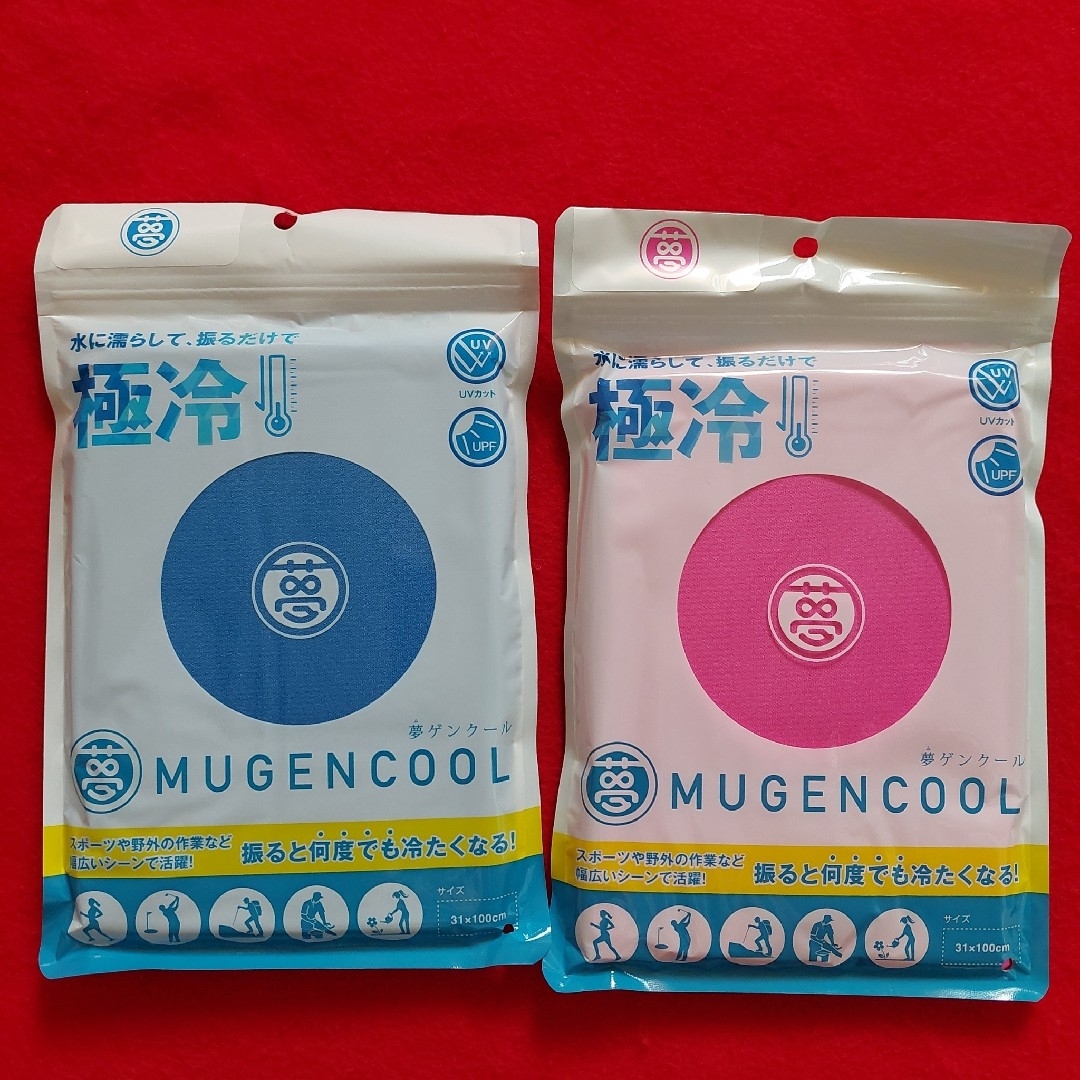 夢
水に濡らして、振るだけで
極冷
UV
UVカット
UPF
夢
夢ゲンクール
夢 MUGENCOOL
スポーツや野外の作業など
幅広いシーンで活躍!
振ると何度でも冷たくなる!
サイズ
31×100cm
夢
水に濡らして、振るだけで
極冷
UV
UVカット
UPF
夢
夢ゲンクール
夢 MUGENCOOL
スポーツや野外の作業など
幅広いシーンで活躍!
振ると何度でも冷たくなる!
サイズ
31×100cm